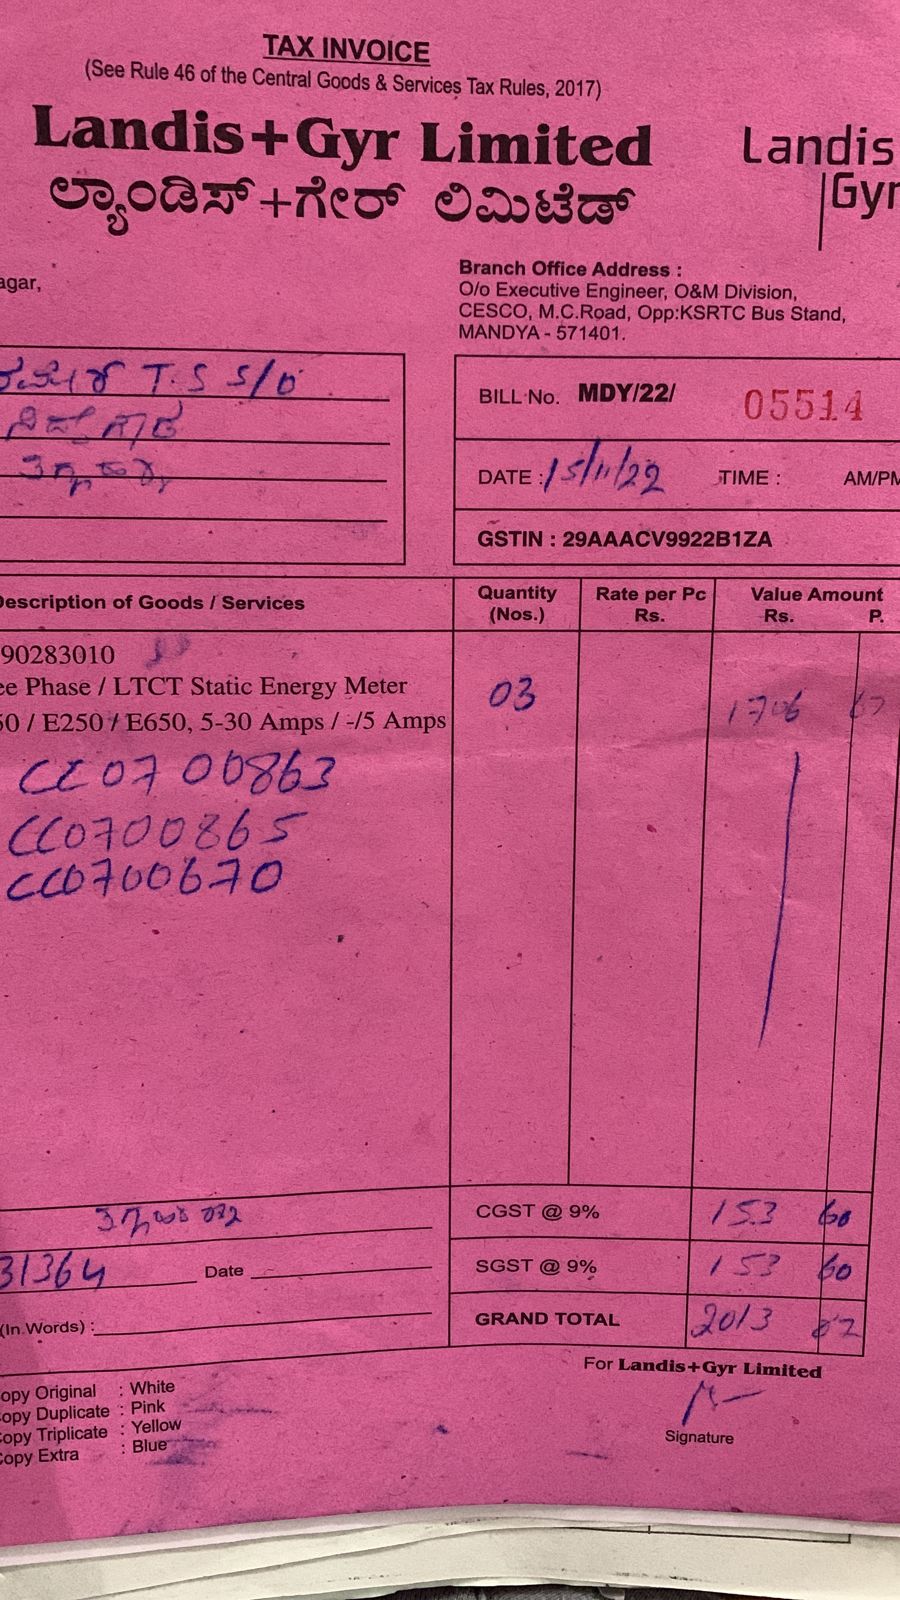 TAX INVOICE
(See Rule 46 of the Central Goods & Services Tax Rules, 2017)
Landis+Gyr Limited
ಲ್ಯಾಂಡಿಸ್+ಗೇರ್ ಲಿಮಿಟೆಡ್
Landis
Gyr
agar,
Branch Office Address :
O/o Executive Engineer, O&M Division,
CESCO, M.C.Road, Opp:KSRTC Bus Stand,
MANDYA - 571401.
T.S S/O
BILL No. MDY/22/ 05514
DATE : 15/11/22 TIME : AM/PM
GSTIN : 29AAACV9922B1ZA
Description of Goods / Services Quantity (Nos.) Rate per Pc Rs. Value Amount Rs. P.
90283010
ee Phase / LTCT Static Energy Meter 03 1706 67
50 / E250 / E650, 5-30 Amps / -/5 Amps
CC0700863
CC0700865
CC0700670
CGST @ 9% 153 60
31364 Date
SGST @ 9% 153 60
(In Words) :
GRAND TOTAL 2013 87
For Landis+Gyr Limited
opy Original : White
opy Duplicate : Pink
opy Triplicate : Yellow
opy Extra : Blue
Signature